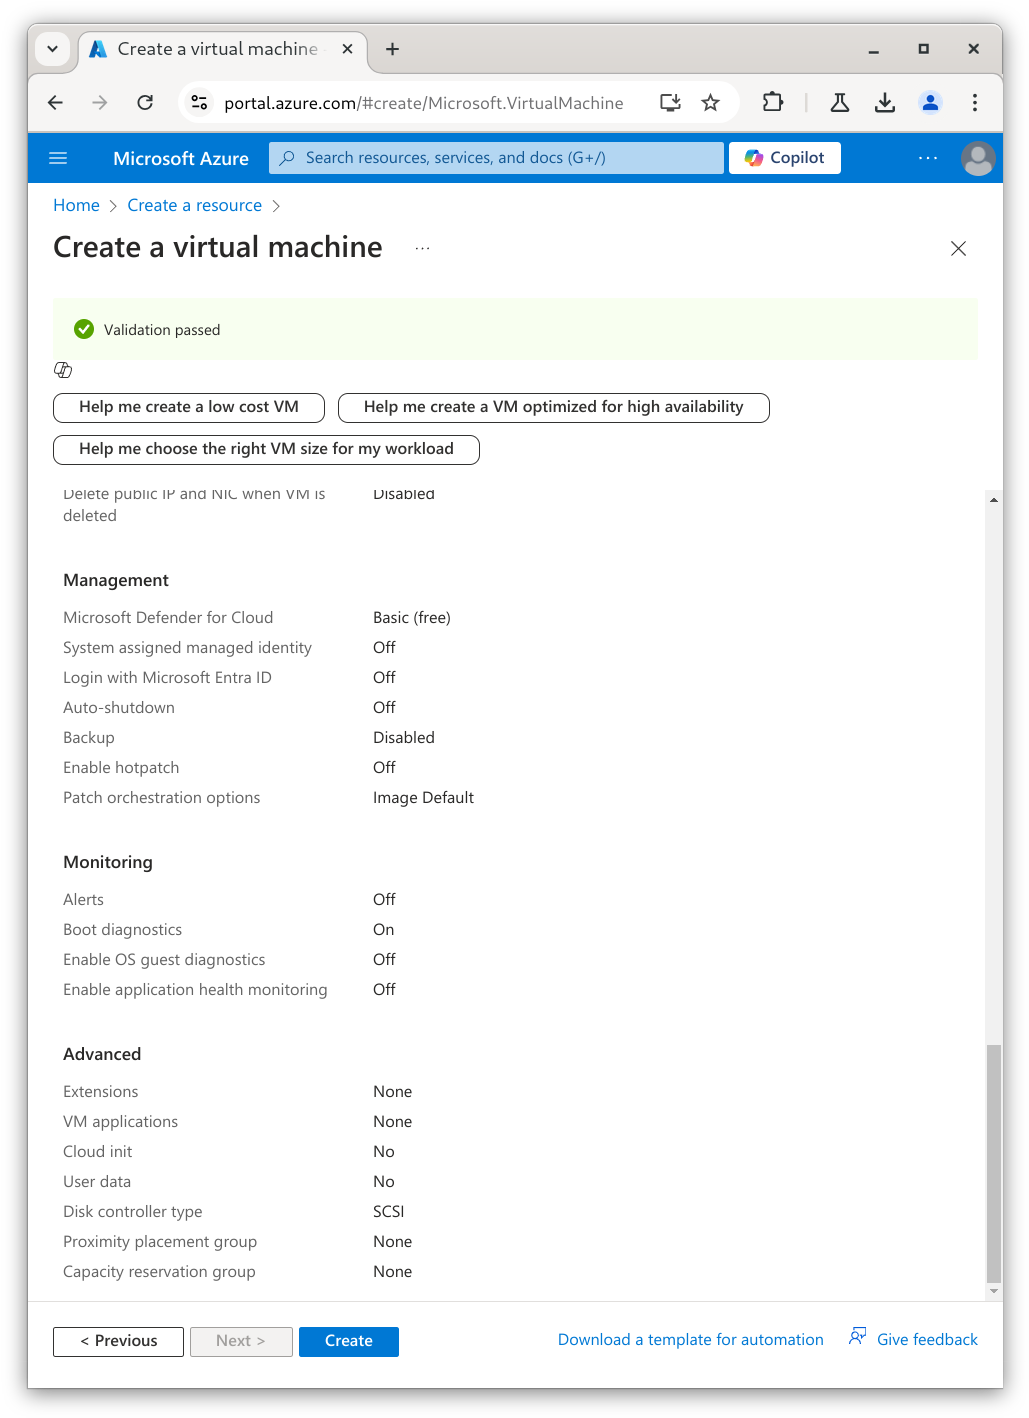 Create a virtual machine
portal.azure.com/#create/Microsoft.VirtualMachine
Microsoft Azure
Search resources, services, and docs (G+/)
Copilot
Home > Create a resource >
Create a virtual machine ...
Validation passed
Help me create a low cost VM
Help me create a VM optimized for high availability
Help me choose the right VM size for my workload
Delete public IP and NIC when VM is deleted Disabled
Management
Microsoft Defender for Cloud Basic (free)
System assigned managed identity Off
Login with Microsoft Entra ID Off
Auto-shutdown Off
Backup Disabled
Enable hotpatch Off
Patch orchestration options Image Default
Monitoring
Alerts Off
Boot diagnostics On
Enable OS guest diagnostics Off
Enable application health monitoring Off
Advanced
Extensions None
VM applications None
Cloud init No
User data No
Disk controller type SCSI
Proximity placement group None
Capacity reservation group None
< Previous
Next >
Create
Download a template for automation
Give feedback